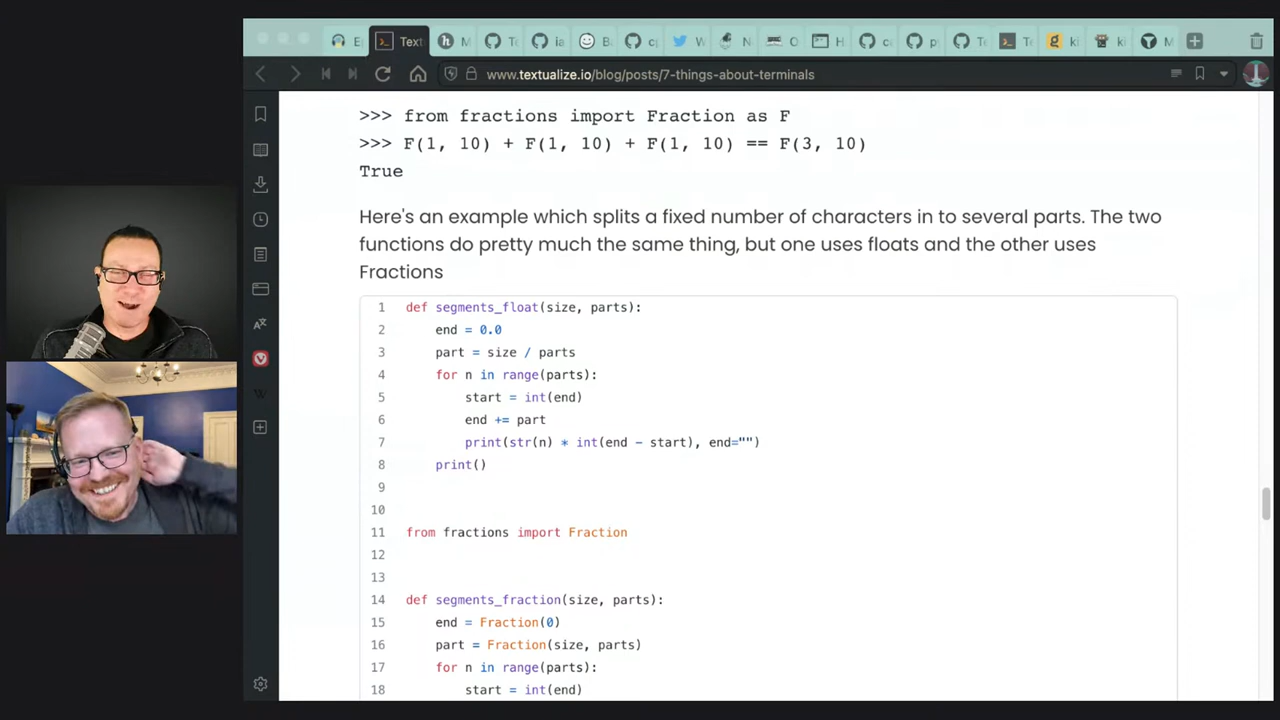 E
Text
M
T
ia
B
c
W
N
O
H
c
p
T
T
ki
ki
M
www.textualize.io/blog/posts/7-things-about-terminals
>>> from fractions import Fraction as F
>>> F(1, 10) + F(1, 10) + F(1, 10) == F(3, 10)
True
Here's an example which splits a fixed number of characters in to several parts. The two
functions do pretty much the same thing, but one uses floats and the other uses
Fractions
1 def segments_float(size, parts):
2 end = 0.0
3 part = size / parts
4 for n in range(parts):
5 start = int(end)
6 end += part
7 print(str(n) * int(end - start), end="")
8 print()
9
10
11 from fractions import Fraction
12
13
14 def segments_fraction(size, parts):
15 end = Fraction(0)
16 part = Fraction(size, parts)
17 for n in range(parts):
18 start = int(end)